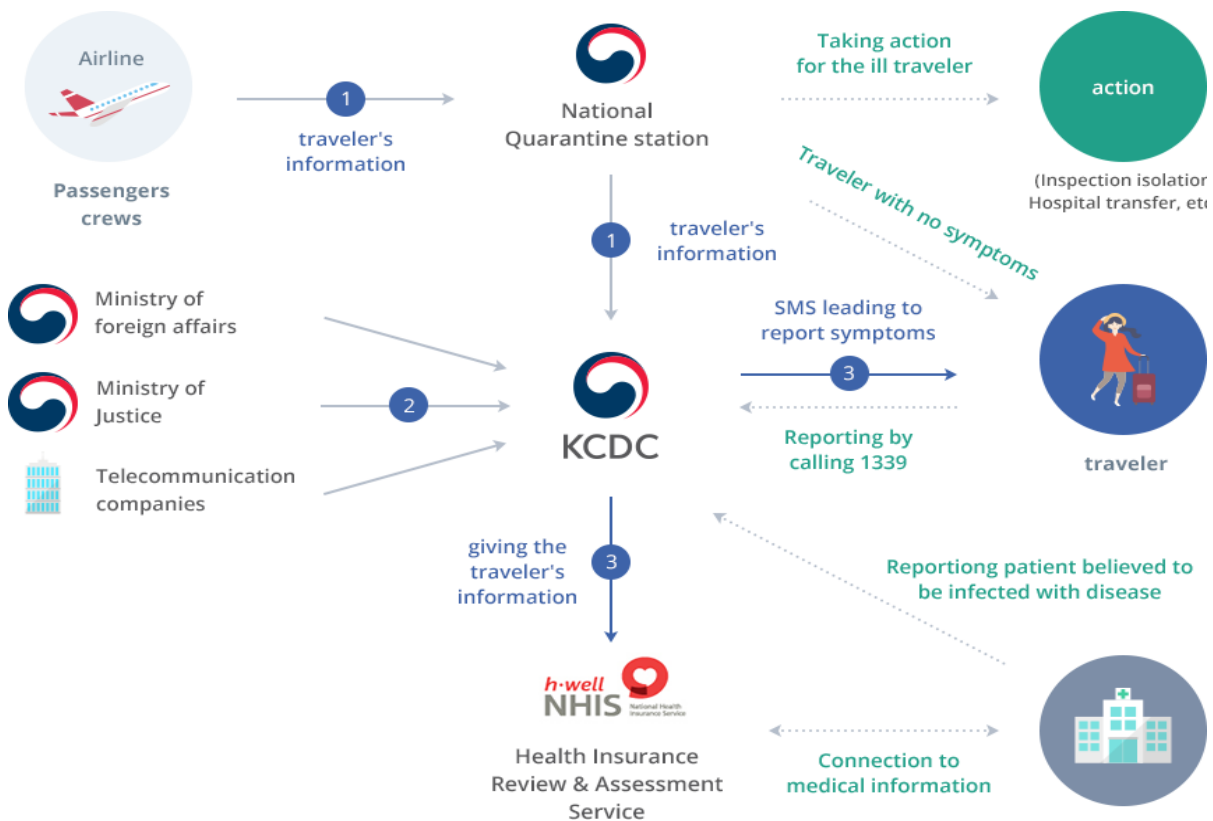 Airline
Passengers
crews
1
traveler's
information
National
Quarantine station
Taking action
for the ill traveler
action
(Inspection isolation
Hospital transfer, etc
Traveler with no symptoms
1
traveler's
information
Ministry of
foreign affairs
Ministry of
Justice
2
Telecommunication
companies
KCDC
SMS leading to
report symptoms
3
Reporting by
calling 1339
traveler
giving the
traveler's
information
3
Reportiong patient believed to
be infected with disease
h·well
NHIS
National Health
Insurance Service
Health Insurance
Review & Assessment
Service
Connection to
medical information